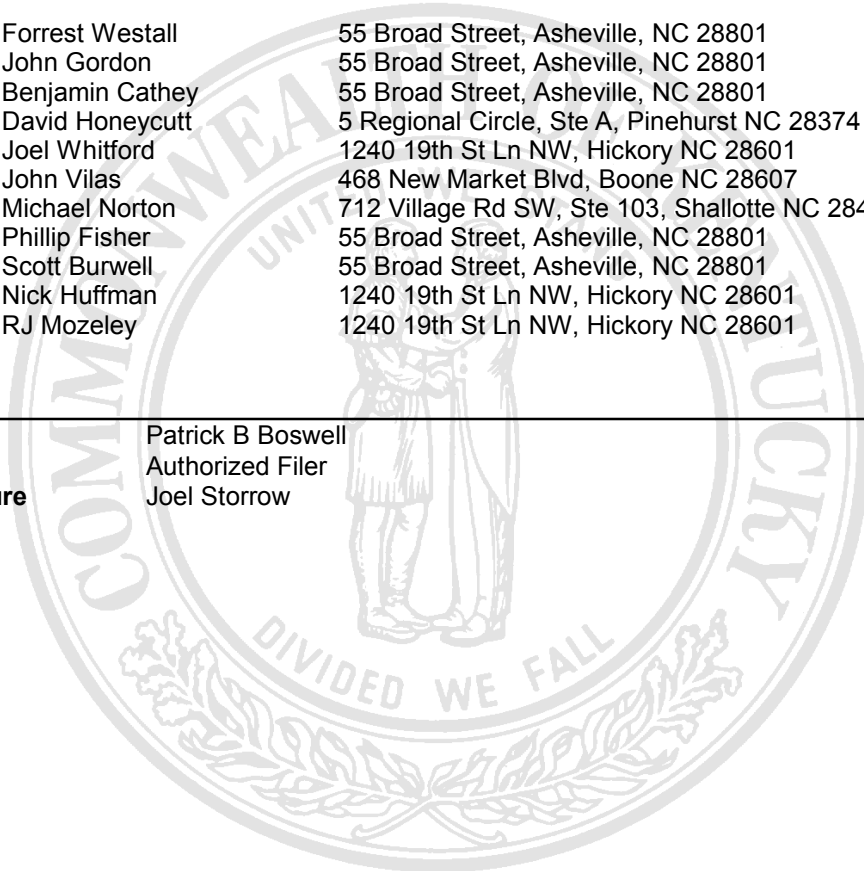 Forrest Westall 55 Broad Street, Asheville, NC 28801
John Gordon 55 Broad Street, Asheville, NC 28801
Benjamin Cathey 55 Broad Street, Asheville, NC 28801
David Honeycutt 5 Regional Circle, Ste A, Pinehurst NC 28374
Joel Whitford 1240 19th St Ln NW, Hickory NC 28601
John Vilas 468 New Market Blvd, Boone NC 28607
Michael Norton 712 Village Rd SW, Ste 103, Shallotte NC
Phillip Fisher 55 Broad Street, Asheville, NC 28801
Scott Burwell 55 Broad Street, Asheville, NC 28801
Nick Huffman 1240 19th St Ln NW, Hickory NC 28601
RJ Mozeley 1240 19th St Ln NW, Hickory NC 28601
Patrick B Boswell
Authorized Filer
Joel Storrow
COMMONWEALTH OF KENTUCKY
UNITED WE STAND
DIVIDED WE FALL